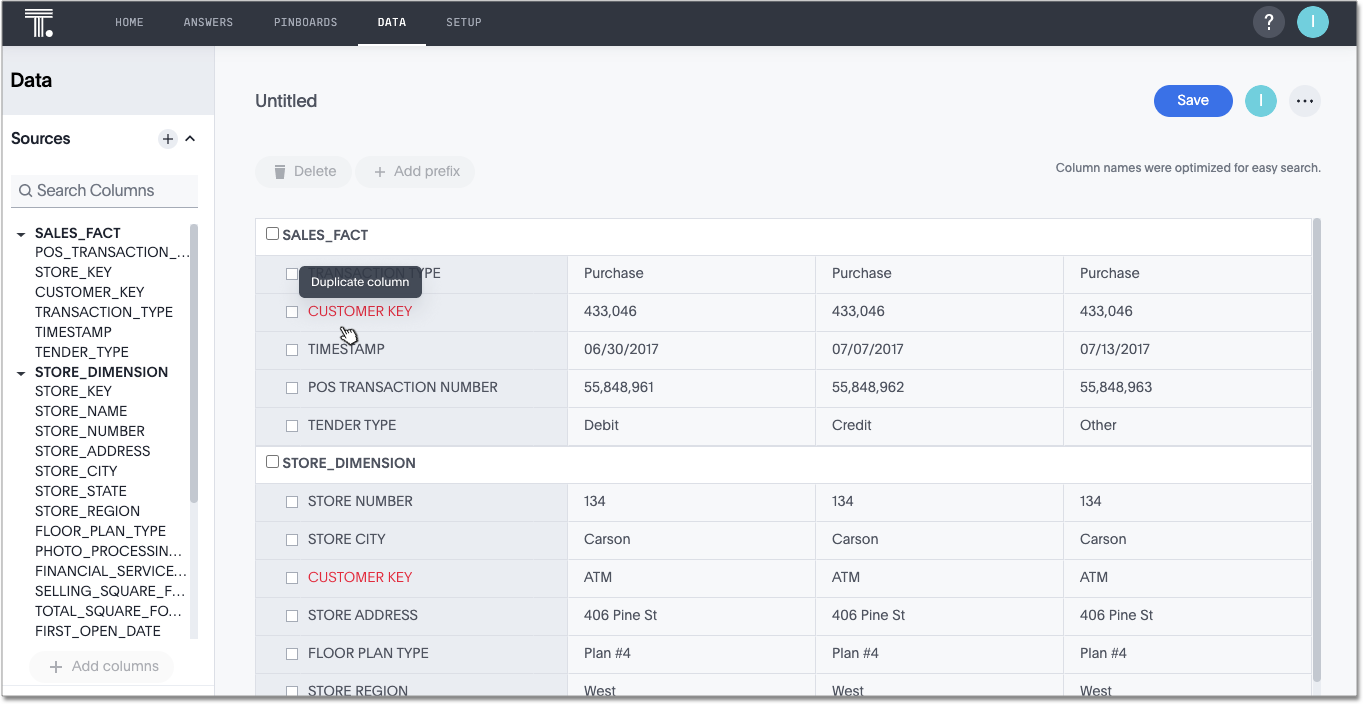 T. HOME ANSWERS PINBOARDS DATA SETUP ? I
Data
Sources
Search Columns
SALES_FACT
POS_TRANSACTION_...
STORE_KEY
CUSTOMER_KEY
TRANSACTION_TYPE
TIMESTAMP
TENDER_TYPE
STORE_DIMENSION
STORE_KEY
STORE_NAME
STORE_NUMBER
STORE_ADDRESS
STORE_CITY
STORE_STATE
STORE_REGION
FLOOR_PLAN_TYPE
PHOTO_PROCESSIN...
FINANCIAL_SERVICE...
SELLING_SQUARE_F...
TOTAL_SQUARE_FO...
FIRST_OPEN_DATE
+ Add columns
Untitled
Save I ...
Delete + Add prefix
Column names were optimized for easy search.
SALES_FACT
TRANSACTION TYPE Purchase Purchase Purchase
Duplicate column
CUSTOMER KEY 433,046 433,046 433,046
TIMESTAMP 06/30/2017 07/07/2017 07/13/2017
POS TRANSACTION NUMBER 55,848,961 55,848,962 55,848,963
TENDER TYPE Debit Credit Other
STORE_DIMENSION
STORE NUMBER 134 134 134
STORE CITY Carson Carson Carson
CUSTOMER KEY ATM ATM ATM
STORE ADDRESS 406 Pine St 406 Pine St 406 Pine St
FLOOR PLAN TYPE Plan #4 Plan #4 Plan #4
STORE REGION West West West